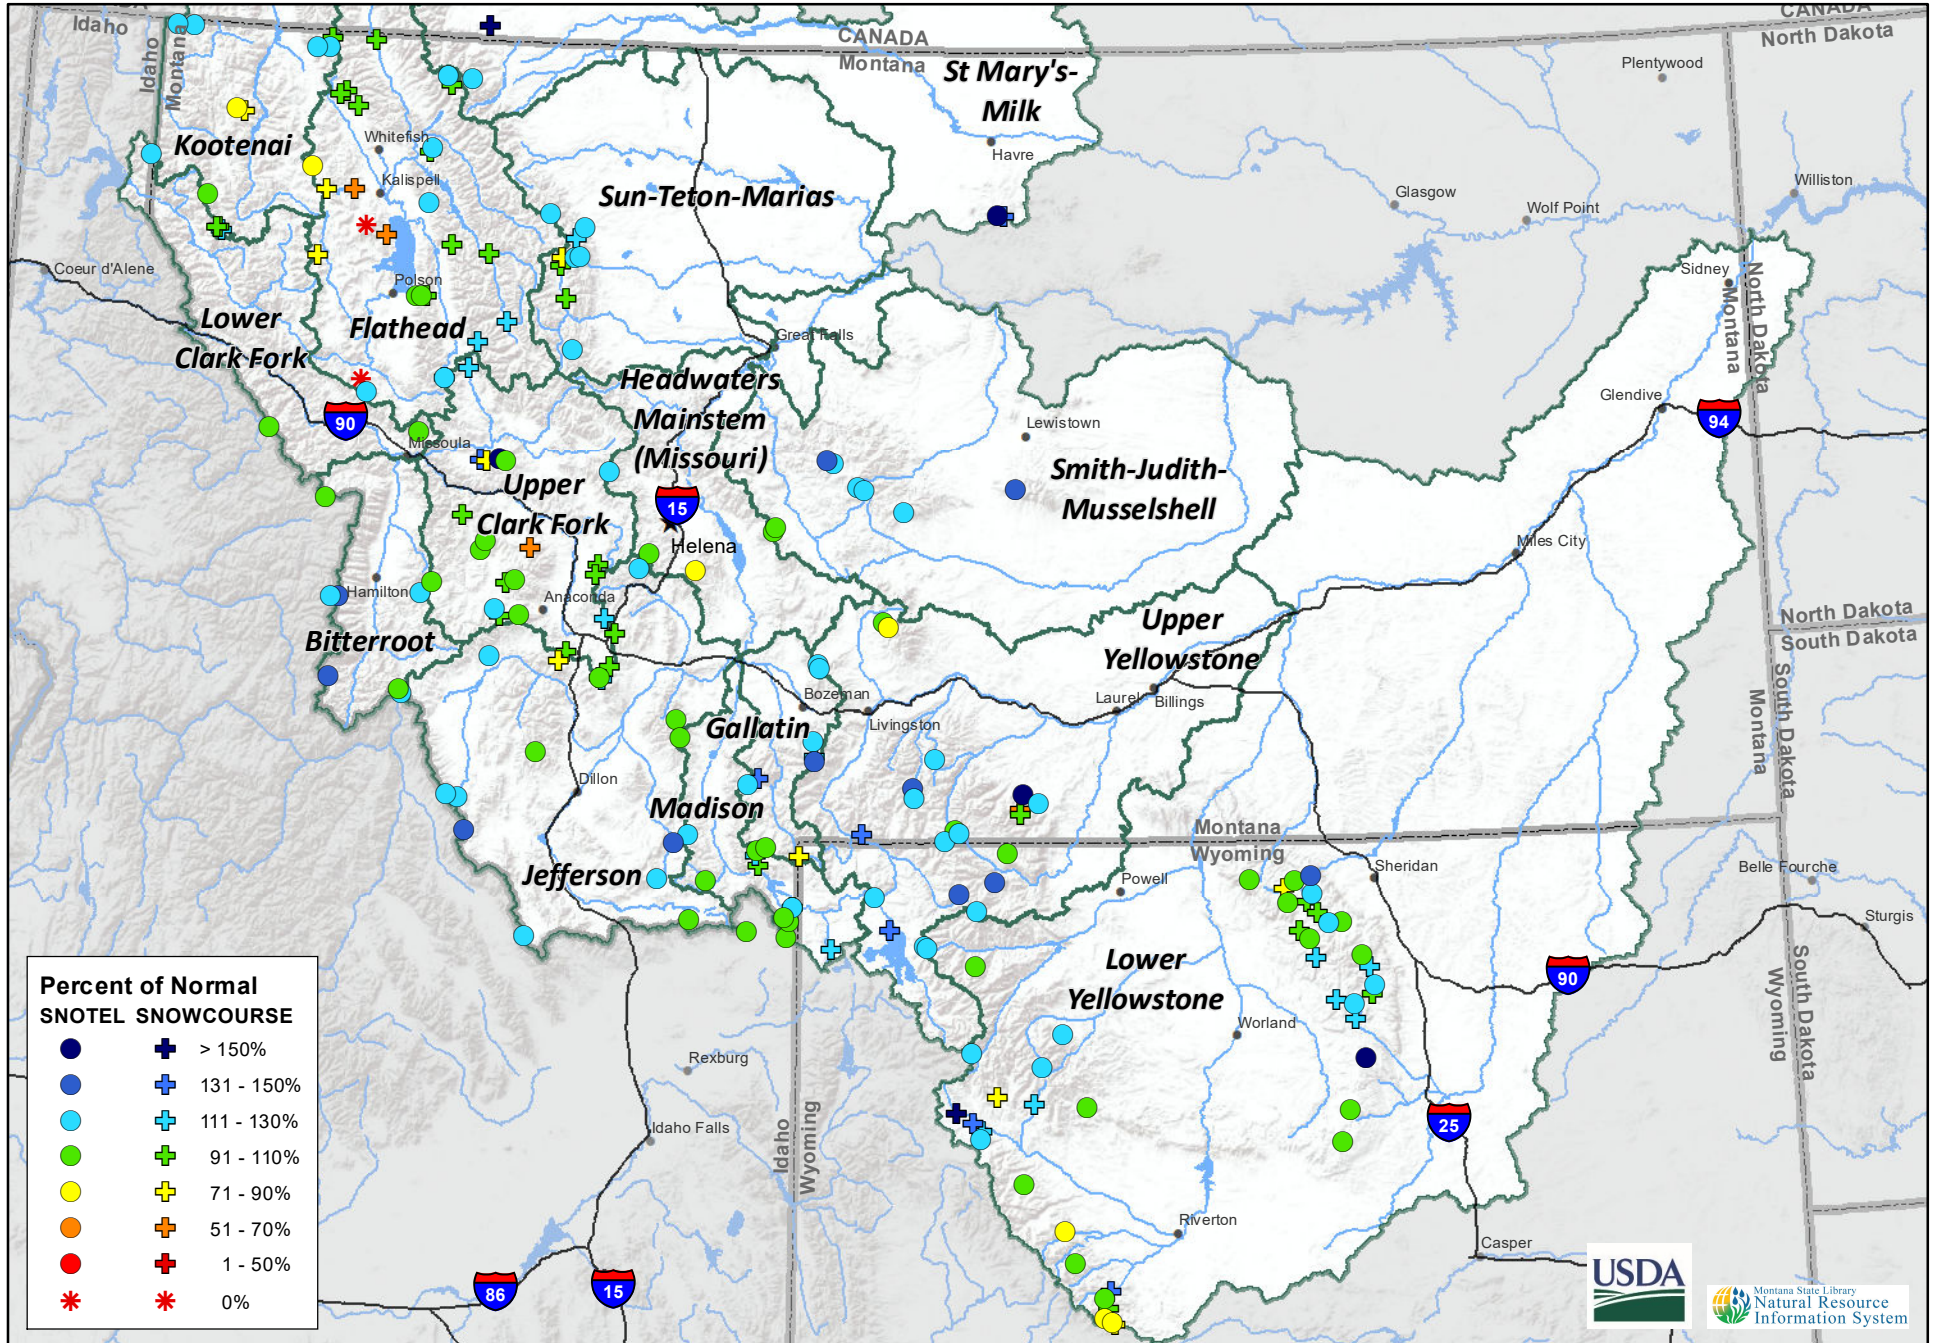 CANADA
Idaho
Idaho
Montana
CANADA
Montana
CANADA
North Dakota
Plentywood
St Mary's-
Milk
Havre
Kootenai
Whitefish
Kalispell
Sun-Teton-Marias
Glasgow
Wolf Point
Williston
Coeur d'Alene
Polson
Sidney
Montana
North Dakota
Lower
Clark Fork
Flathead
Great Falls
Headwaters
Mainstem
(Missouri)
Glendive
94
90
Missoula
Lewistown
Smith-Judith-
Musselshell
Upper
Clark Fork
15
Helena
Miles City
Hamilton
Anaconda
Bitterroot
Upper
Yellowstone
North Dakota
South Dakota
Bozeman
Livingston
Laurel
Billings
Gallatin
Montana
South Dakota
Dillon
Madison
Montana
Wyoming
Jefferson
Powell
Sheridan
Belle Fourche
Sturgis
Lower
Yellowstone
90
Worland
Wyoming
South Dakota
Rexburg
Idaho Falls
Idaho
Wyoming
25
Riverton
Casper
86
15
Percent of Normal
SNOTEL SNOWCOURSE
> 150%
131 - 150%
111 - 130%
91 - 110%
71 - 90%
51 - 70%
1 - 50%
0%
USDA
Montana State Library
Natural Resource
Information System